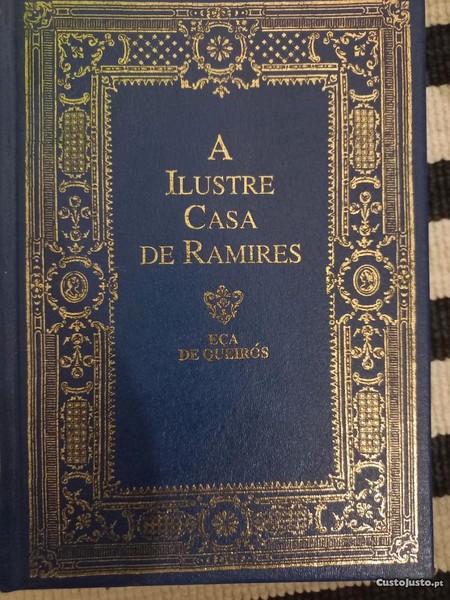 A
ILUSTRE
CASA
DE RAMIRES
EÇA
DE QUEIRÓS
CustoJusto.pt